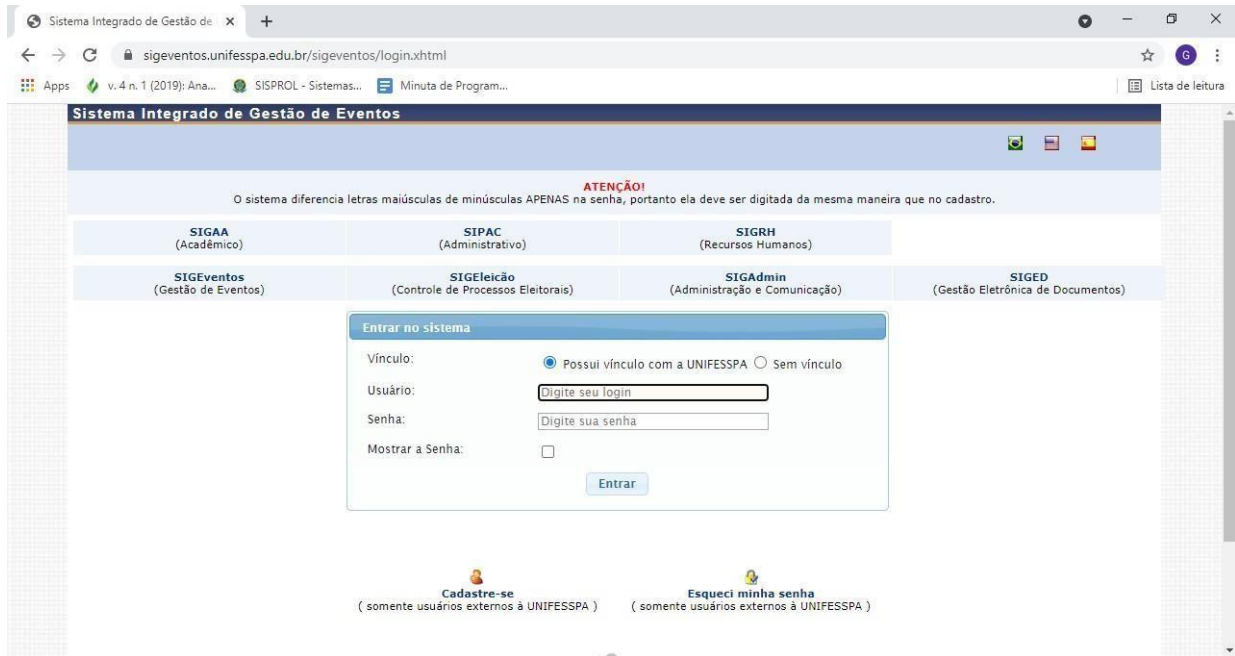 Sistema Integrado de Gestão de
sigeventos.unifesspa.edu.br/sigeventos/login.xhtml
G
Apps v. 4 n. 1 (2019): Ana... SISPROL - Sistemas... Minuta de Program... Lista de leitura
Sistema Integrado de Gestão de Eventos
ATENÇÃO!
O sistema diferencia letras maiúsculas de minúsculas APENAS na senha, portanto ela deve ser digitada da mesma maneira que no cadastro.
SIGAA SIPAC SIGRH
(Acadêmico) (Administrativo) (Recursos Humanos)
SIGEventos SIGEleicão SIGAdmin SIGED
(Gestão de Eventos) (Controle de Processos Eleitorais) (Administração e Comunicação) (Gestão Eletrônica de Documentos)
Entrar no sistema
Vínculo: Possui vínculo com a UNIFESSPA Sem vínculo
Usuário: Digite seu login
Senha: Digite sua senha
Mostrar a Senha:
Entrar
Cadastre-se Esqueci minha senha
( somente usuários externos à UNIFESSPA ) ( somente usuários externos à UNIFESSPA )